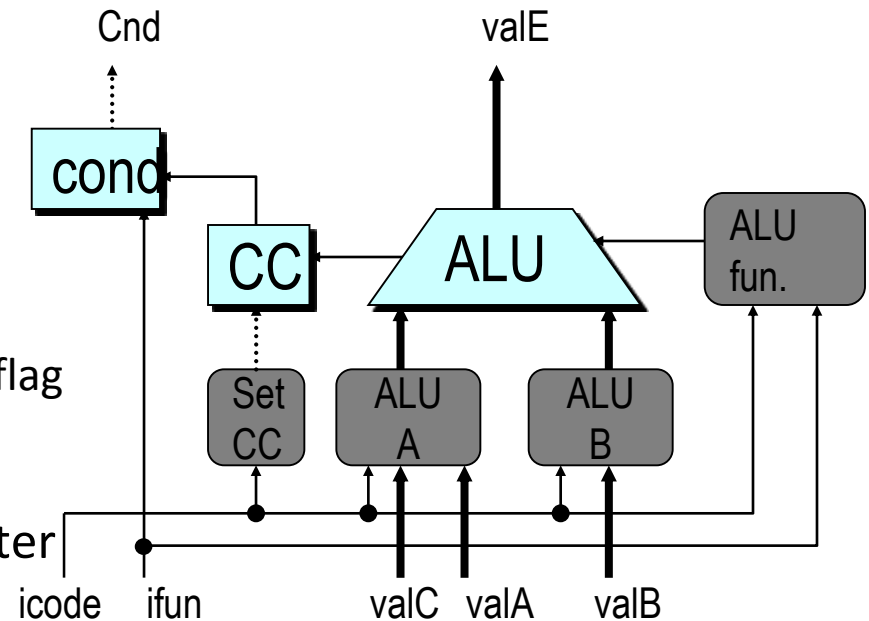 Cnd
valE
cond
CC
ALU
ALU
fun.
flag
Set
CC
ALU
A
ALU
B
ter
icode
ifun
valC
valA
valB